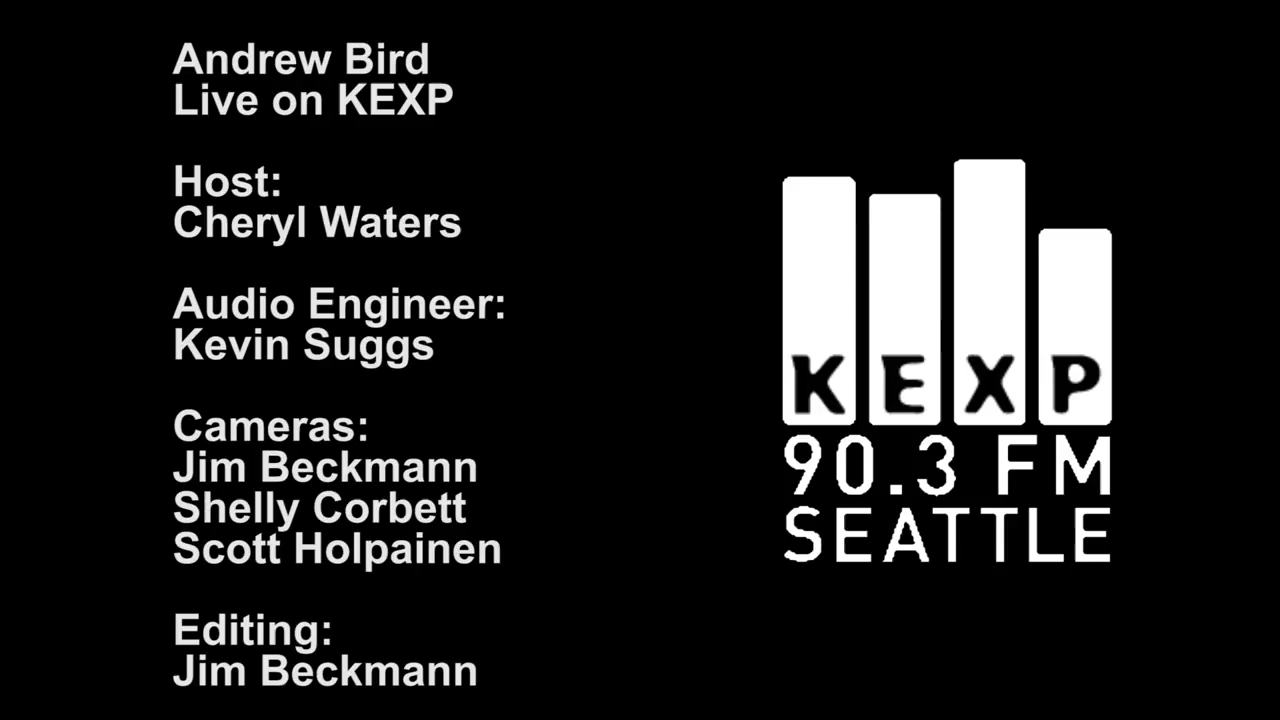 Andrew Bird
Live on KEXP
Host:
Cheryl Waters
Audio Engineer:
Kevin Suggs
Cameras:
Jim Beckmann
Shelly Corbett
Scott Holpainen
Editing:
Jim Beckmann
KEXP
90.3 FM
SEATTLE